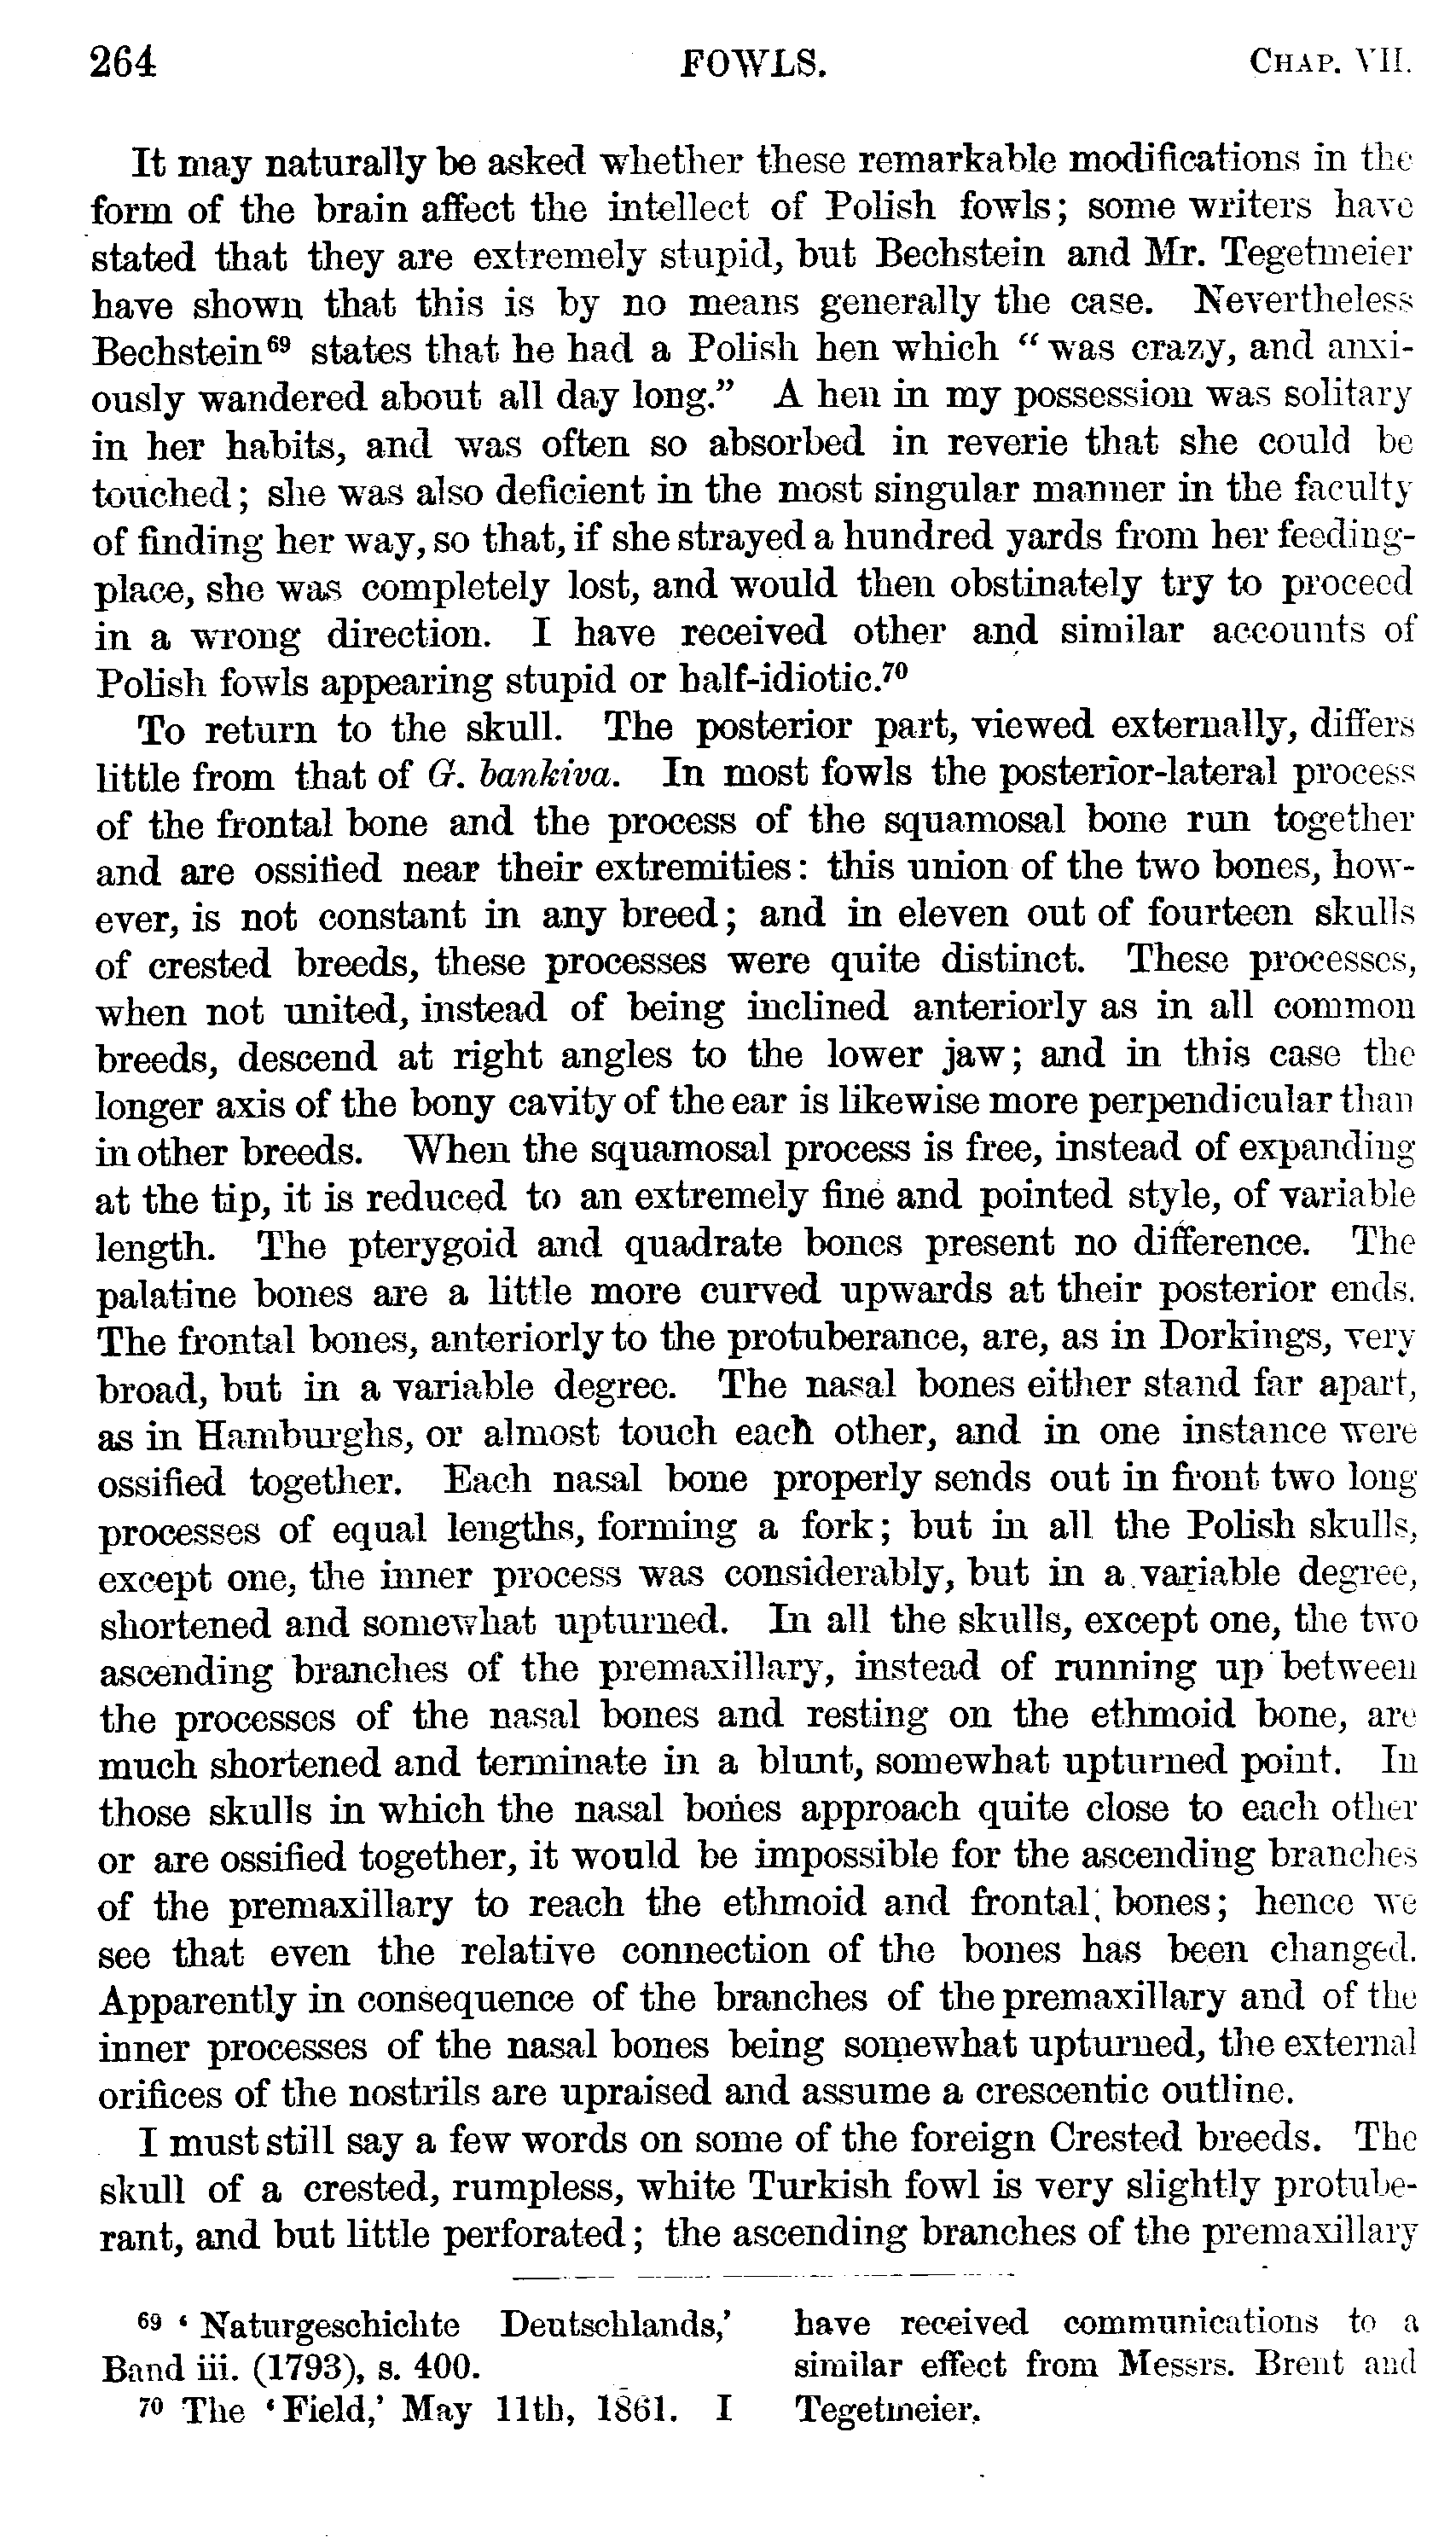 264 FOWLS. CHAP. VII.
It may naturally be asked whether these remarkable modifications in the
form of the brain affect the intellect of Polish fowls; some writers have
stated that they are extremely stupid, but Bechstein and Mr. Tegetmeier
have shown that this is by no means generally the case. Nevertheless
Bechstein⁶⁹ states that he had a Polish hen which “was crazy, and anxi-
ously wandered about all day long.” A hen in my possession was solitary
in her habits, and was often so absorbed in reverie that she could be
touched; she was also deficient in the most singular manner in the faculty
of finding her way, so that, if she strayed a hundred yards from her feeding-
place, she was completely lost, and would then obstinately try to proceed
in a wrong direction. I have received other and similar accounts of
Polish fowls appearing stupid or half-idiotic.⁷⁰
To return to the skull. The posterior part, viewed externally, differs
little from that of G. bankiva. In most fowls the posterior-lateral process
of the frontal bone and the process of the squamosal bone run together
and are ossified near their extremities: this union of the two bones, how-
ever, is not constant in any breed; and in eleven out of fourteen skulls
of crested breeds, these processes were quite distinct. These processes,
when not united, instead of being inclined anteriorly as in all common
breeds, descend at right angles to the lower jaw; and in this case the
longer axis of the bony cavity of the ear is likewise more perpendicular than
in other breeds. When the squamosal process is free, instead of expanding
at the tip, it is reduced to an extremely fine and pointed style, of variable
length. The pterygoid and quadrate bones present no difference. The
palatine bones are a little more curved upwards at their posterior ends.
The frontal bones, anteriorly to the protuberance, are, as in Dorkings, very
broad, but in a variable degree. The nasal bones either stand far apart,
as in Hamburghs, or almost touch each other, and in one instance were
ossified together. Each nasal bone properly sends out in front two long
processes of equal lengths, forming a fork; but in all the Polish skulls,
except one, the inner process was considerably, but in a variable degree,
shortened and somewhat upturned. In all the skulls, except one, the two
ascending branches of the premaxillary, instead of running up between
the processes of the nasal bones and resting on the ethmoid bone, are
much shortened and terminate in a blunt, somewhat upturned point. In
those skulls in which the nasal bones approach quite close to each other
or are ossified together, it would be impossible for the ascending branches
of the premaxillary to reach the ethmoid and frontal bones; hence we
see that even the relative connection of the bones has been changed.
Apparently in consequence of the branches of the premaxillary and of the
inner processes of the nasal bones being somewhat upturned, the external
orifices of the nostrils are upraised and assume a crescentic outline.
I must still say a few words on some of the foreign Crested breeds. The
skull of a crested, rumpless, white Turkish fowl is very slightly protube-
rant, and but little perforated; the ascending branches of the premaxillary
⁶⁹ ‘Naturgeschichte Deutschlands,’
Band iii. (1793), s. 400.
⁷⁰ The ‘Field,’ May 11th, 1861. I
have received communications to a
similar effect from Messrs. Brent and
Tegetmeier.